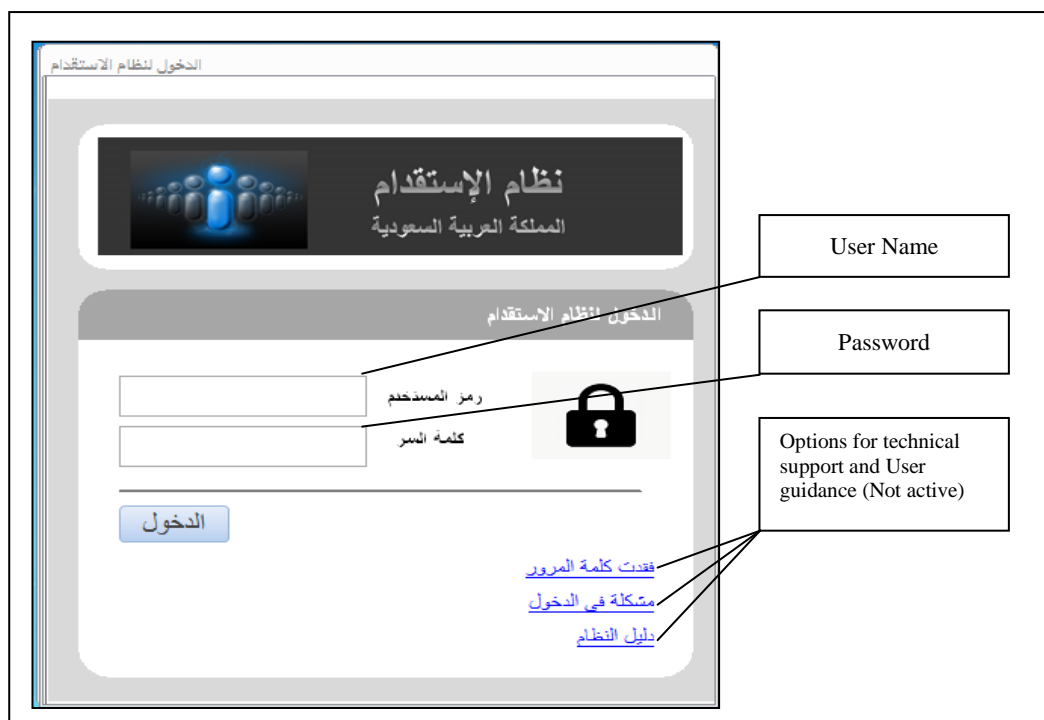 الدخول لنظام الاستقدام
نظام الإستقدام
المملكة العربية السعودية
الدخول لنظام الاستقدام
رمز المستخدم
كلمة السر
الدخول
فقدت كلمة المرور
مشكلة في الدخول
دليل النظام
User Name
Password
Options for technical
support and User
guidance (Not active)